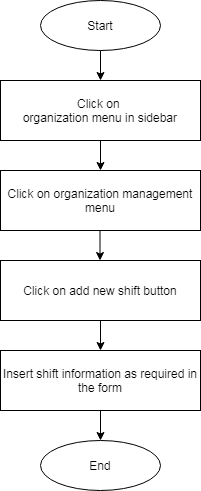 Start
Click on
organization menu in sidebar
Click on organization management
menu
Click on add new shift button
Insert shift information as required in
the form
End